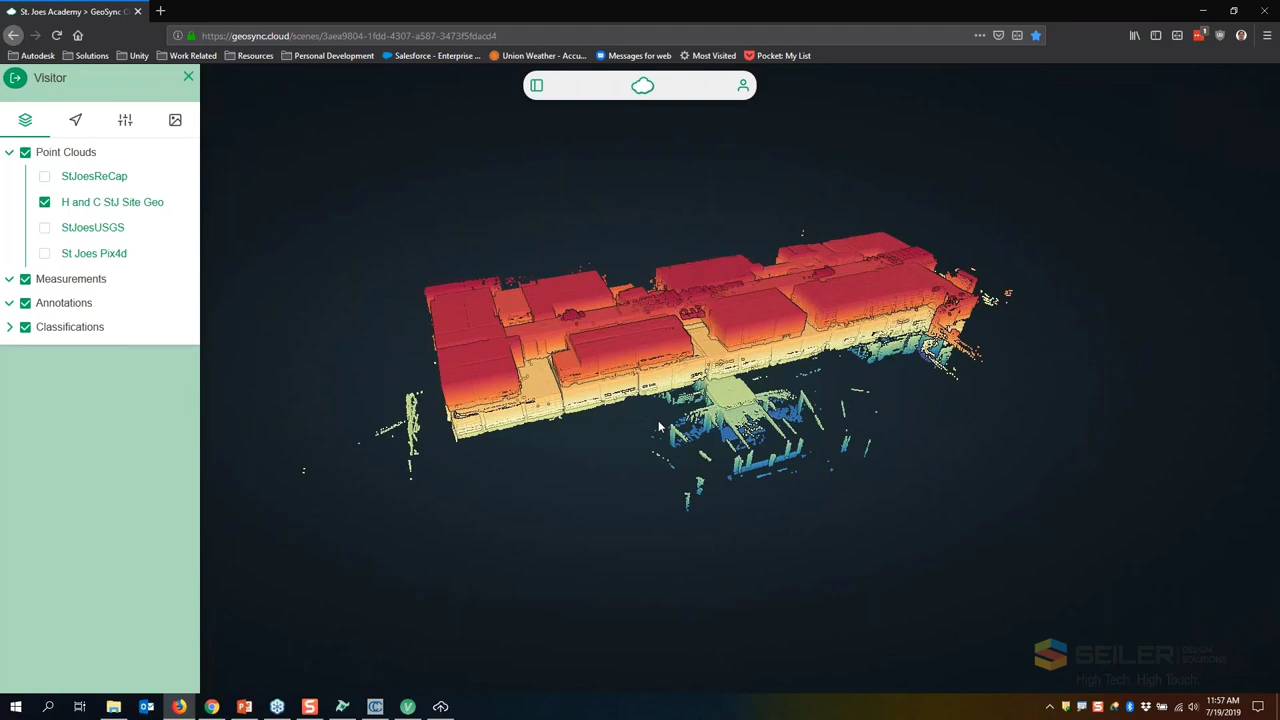 St. Joes Academy > GeoSync C
https://geosync.cloud/scenes/3aea9804-1fdd-4307-a587-3473f5fdacd4
Autodesk
Solutions
Unity
Work Related
Resources
Personal Development
Salesforce - Enterprise ...
Union Weather - Accu...
Messages for web
Most Visited
Pocket: My List
Visitor
Point Clouds
StJoesReCap
H and C StJ Site Geo
StJoesUSGS
St Joes Pix4d
Measurements
Annotations
Classifications
SEILER DESIGN SOLUTIONS
High Tech. High Touch.
11:57 AM
7/19/2019